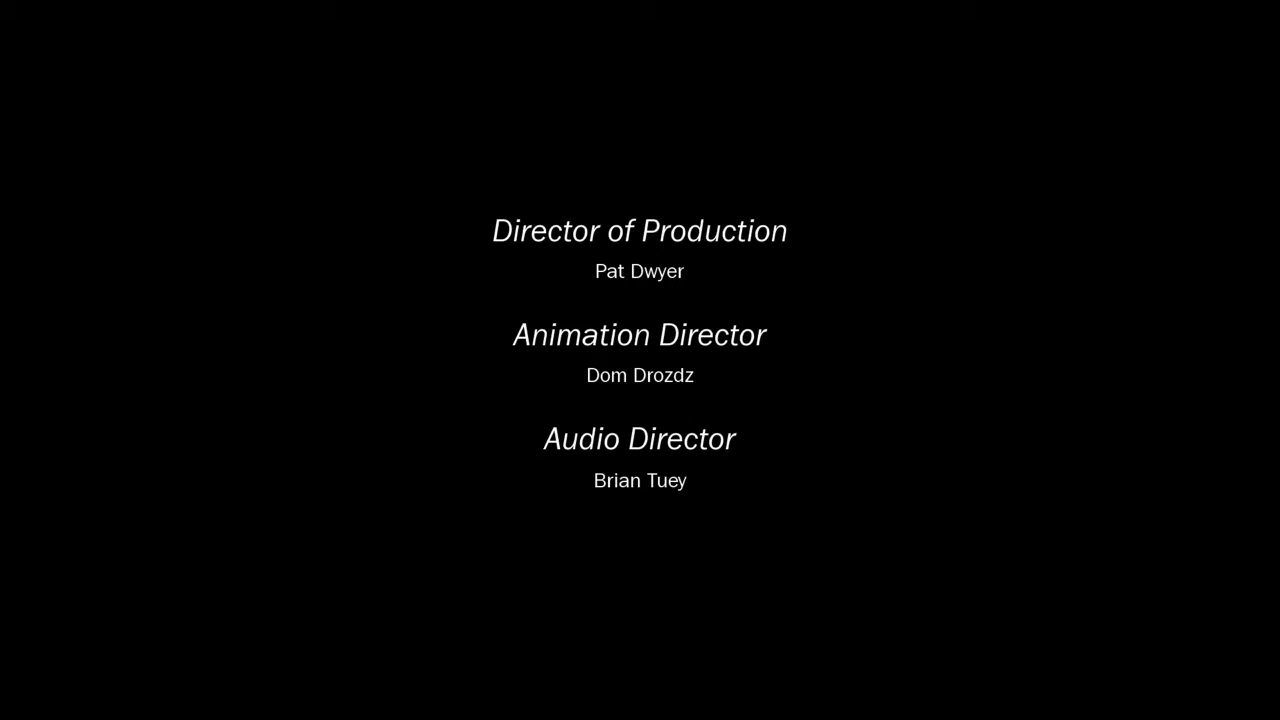 Director of Production
Pat Dwyer
Animation Director
Dom Drozdz
Audio Director
Brian Tuey